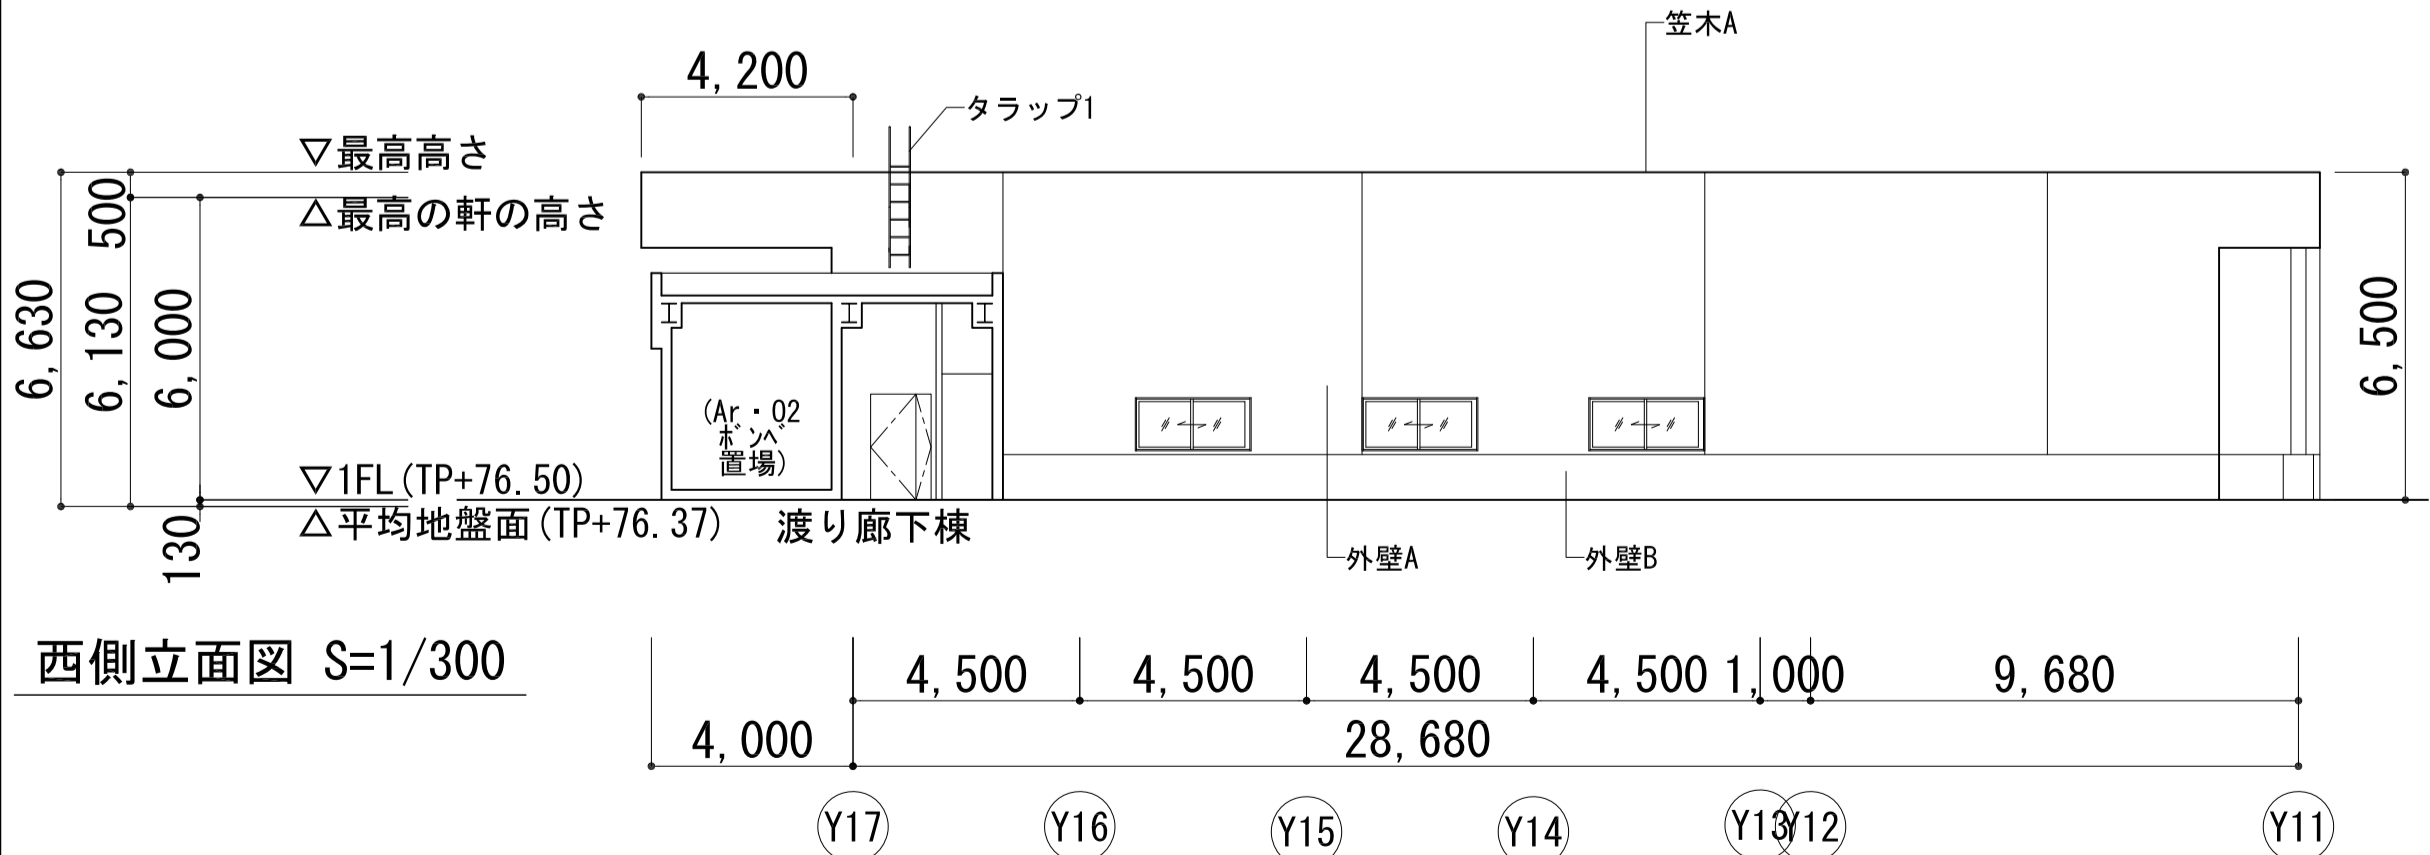 笠木A
4,200
タラップ1
▽最高高さ
△最高の軒の高さ
500
6,630
6,130
6,000
6,500
(Ar・O2
ボンベ
置場)
▽1FL(TP+76.50)
△平均地盤面(TP+76.37)
渡り廊下棟
130
外壁A
外壁B
西側立面図 S=1/300
4,500
4,500
4,500
4,500
1,000
9,680
4,000
28,680
Y17
Y16
Y15
Y14
Y13
Y12
Y11